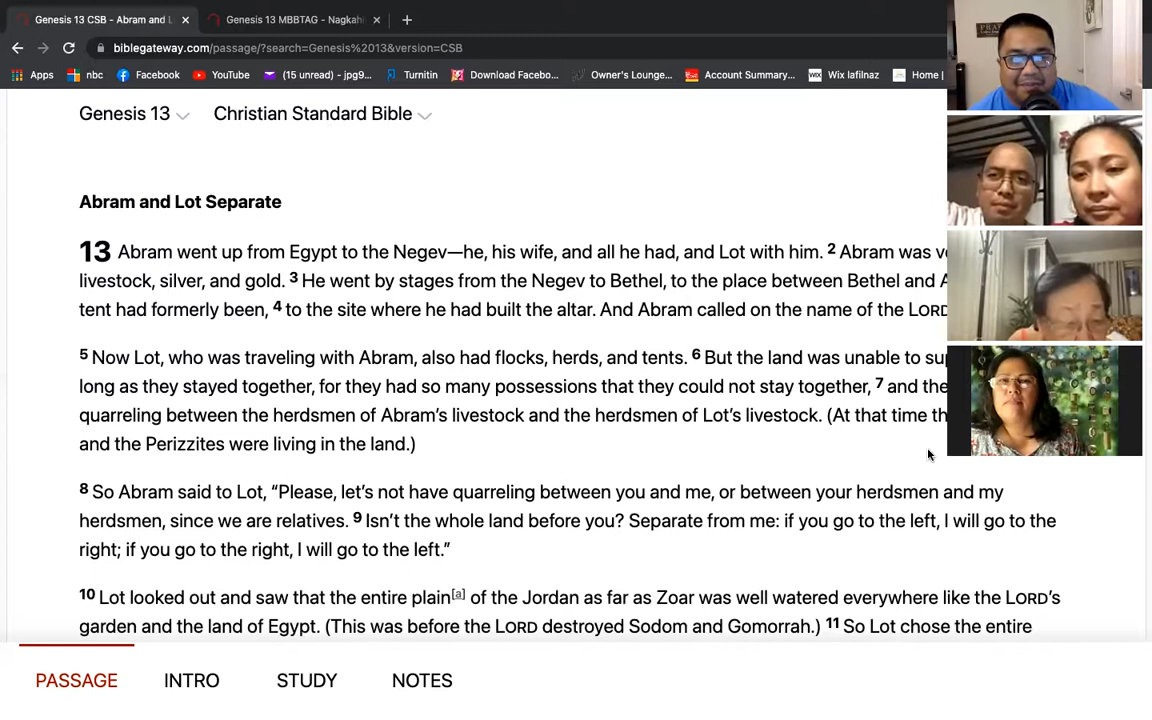 Genesis 13 CSB - Abram and L
Genesis 13 MBBTAG - Nagkahi
biblegateway.com/passage/?search=Genesis%2013&version=CSB
Apps nbc Facebook YouTube (15 unread) - jpg9... Turnitin Download Facebo... Owner's Lounge... Account Summary... WIX Wix lafilnaz Home |
Genesis 13 Christian Standard Bible
Abram and Lot Separate
13 Abram went up from Egypt to the Negev—he, his wife, and all he had, and Lot with him. 2 Abram was
livestock, silver, and gold. 3 He went by stages from the Negev to Bethel, to the place between Bethel and
tent had formerly been, 4 to the site where he had built the altar. And Abram called on the name of the LORD
5 Now Lot, who was traveling with Abram, also had flocks, herds, and tents. 6 But the land was unable to
long as they stayed together, for they had so many possessions that they could not stay together, 7 and
quarreling between the herdsmen of Abram's livestock and the herdsmen of Lot's livestock. (At that time
and the Perizzites were living in the land.)
8 So Abram said to Lot, “Please, let's not have quarreling between you and me, or between your herdsmen and my
herdsmen, since we are relatives. 9 Isn't the whole land before you? Separate from me: if you go to the left, I will go to the
right; if you go to the right, I will go to the left.”
10 Lot looked out and saw that the entire plain[a] of the Jordan as far as Zoar was well watered everywhere like the LORD's
garden and the land of Egypt. (This was before the LORD destroyed Sodom and Gomorrah.) 11 So Lot chose the entire
PASSAGE INTRO STUDY NOTES